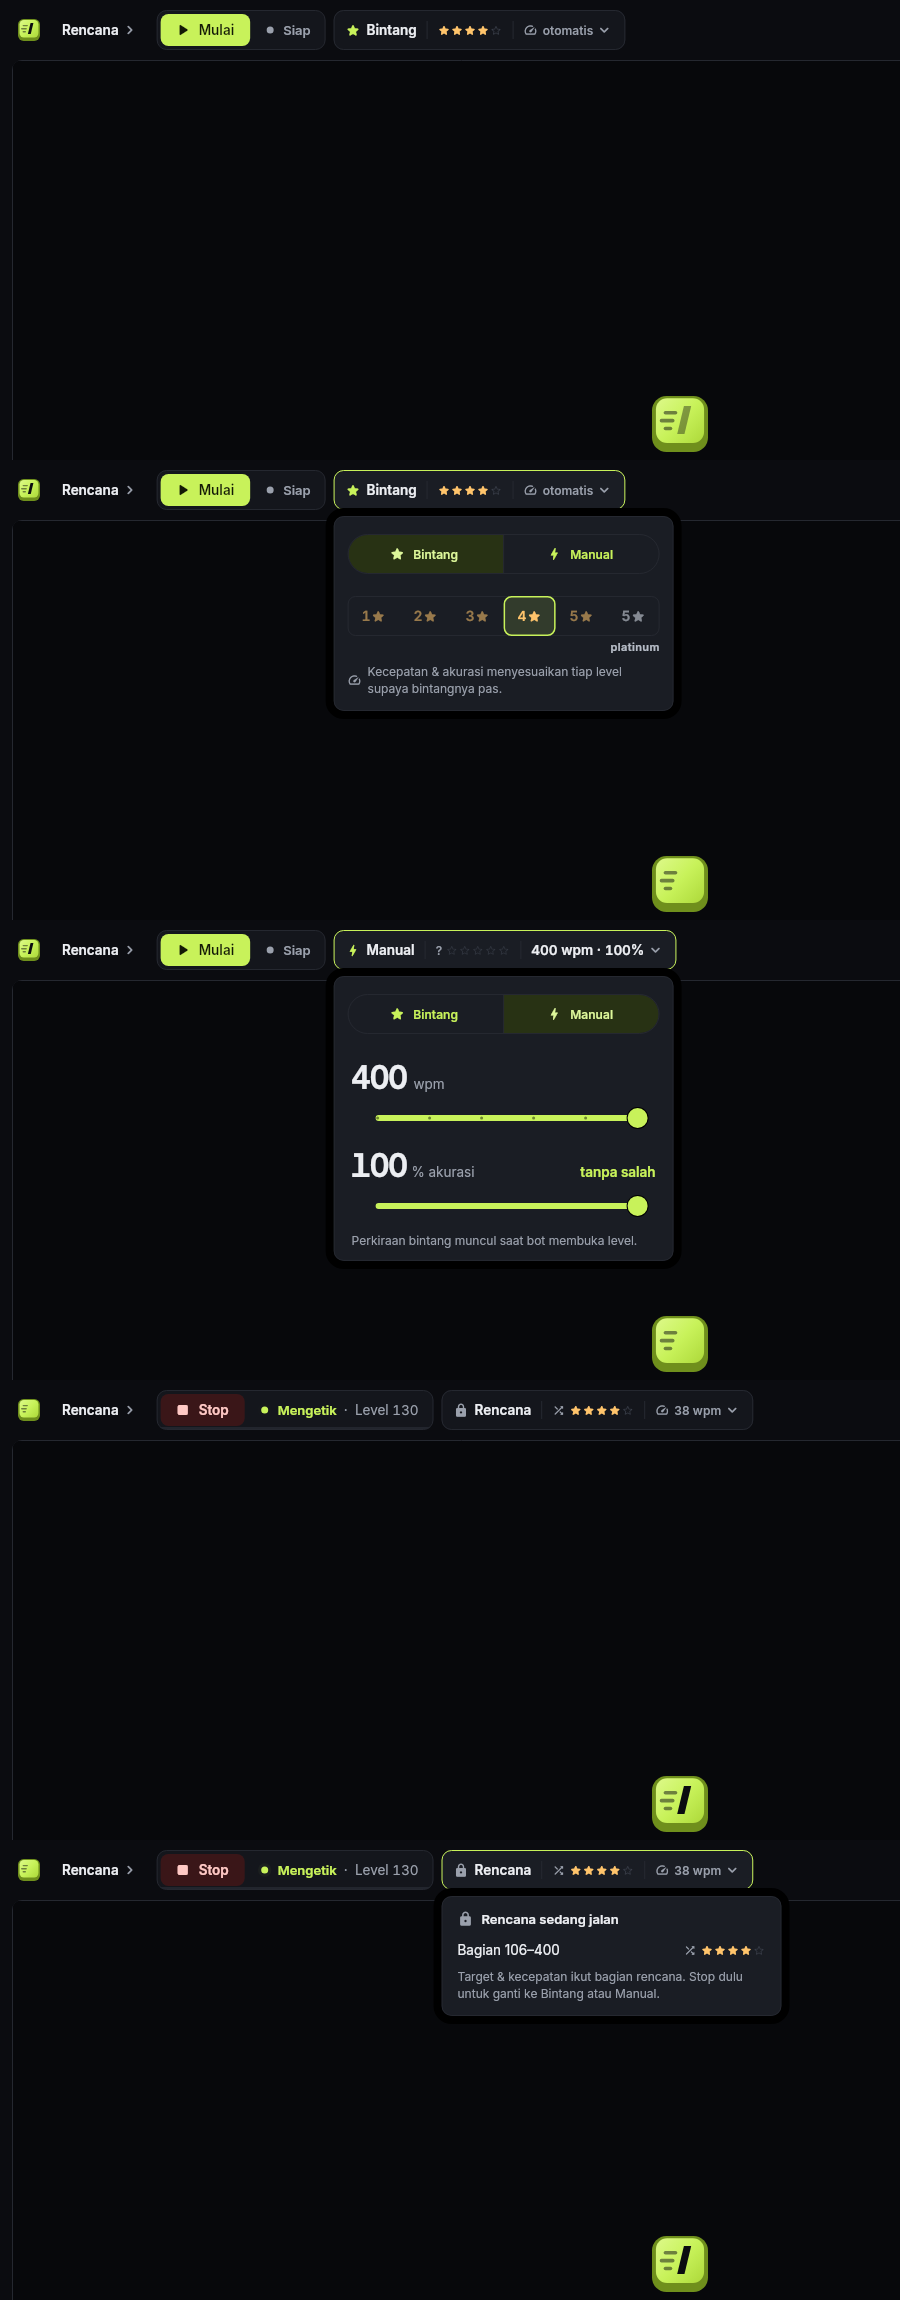 Rencana Mulai Siap Bintang otomatis
Rencana Mulai Siap Bintang otomatis
Bintang Manual
1 2 3 4 5 5
platinum
Kecepatan & akurasi menyesuaikan tiap level
supaya bintangnya pas.
Rencana Mulai Siap Manual ? 400 wpm · 100%
Bintang Manual
400 wpm
100 % akurasi tanpa salah
Perkiraan bintang muncul saat bot membuka level.
Rencana Stop Mengetik · Level 130 Rencana 38 wpm
Rencana Stop Mengetik · Level 130 Rencana 38 wpm
Rencana sedang jalan
Bagian 106–400
Target & kecepatan ikut bagian rencana. Stop dulu
untuk ganti ke Bintang atau Manual.